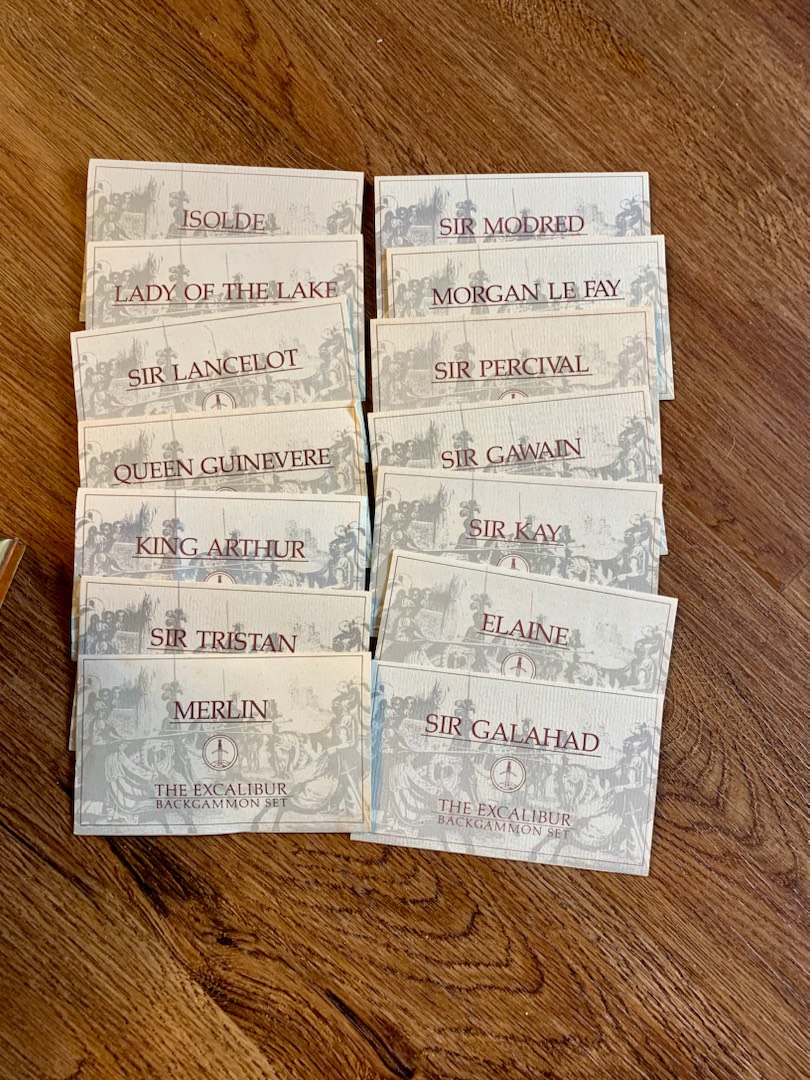 ISOLDE
LADY OF THE LAKE
SIR LANCELOT
QUEEN GUINEVERE
KING ARTHUR
SIR TRISTAN
MERLIN
THE EXCALIBUR
BACKGAMMON SET
SIR MODRED
MORGAN LE FAY
SIR PERCIVAL
SIR GAWAIN
SIR KAY
ELAINE
SIR GALAHAD
THE EXCALIBUR
BACKGAMMON SET